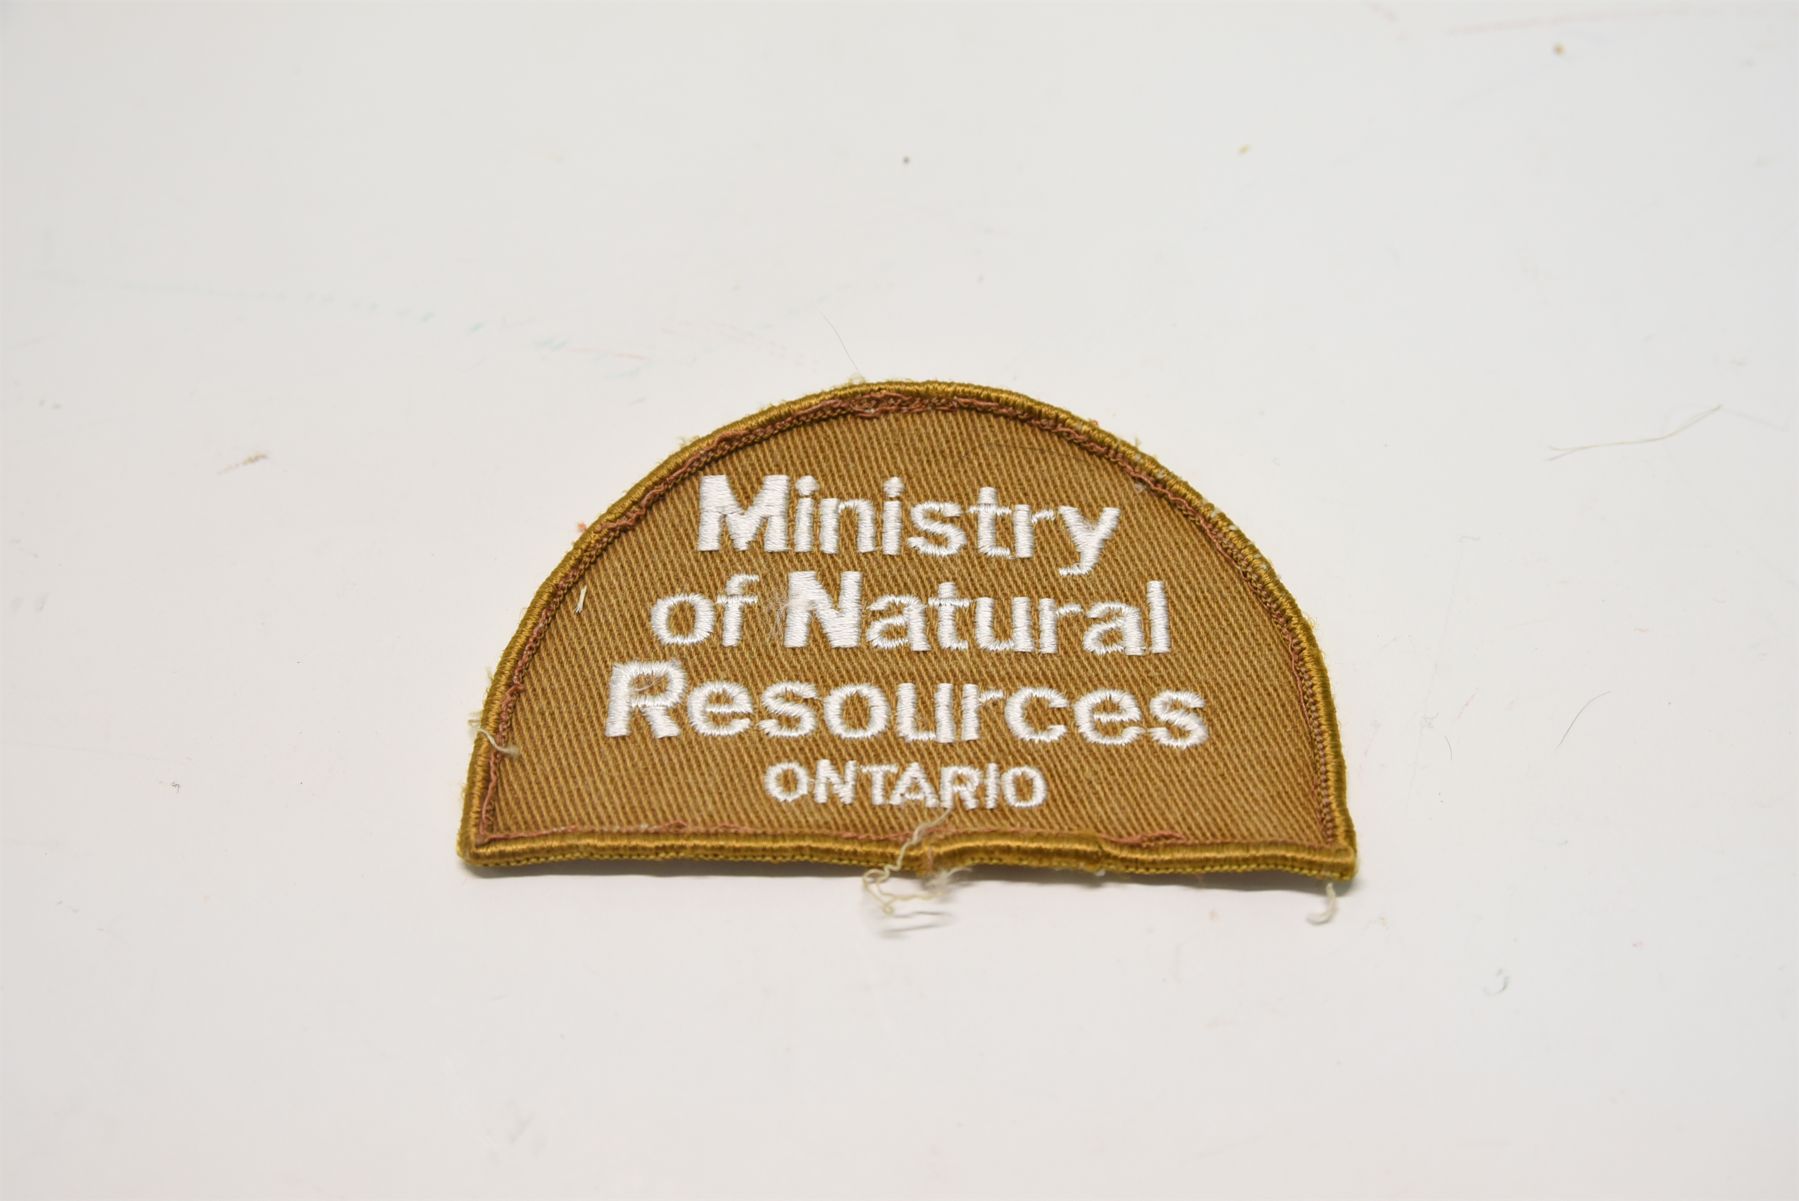 Ministry
of Natural
Resources
ONTARIO